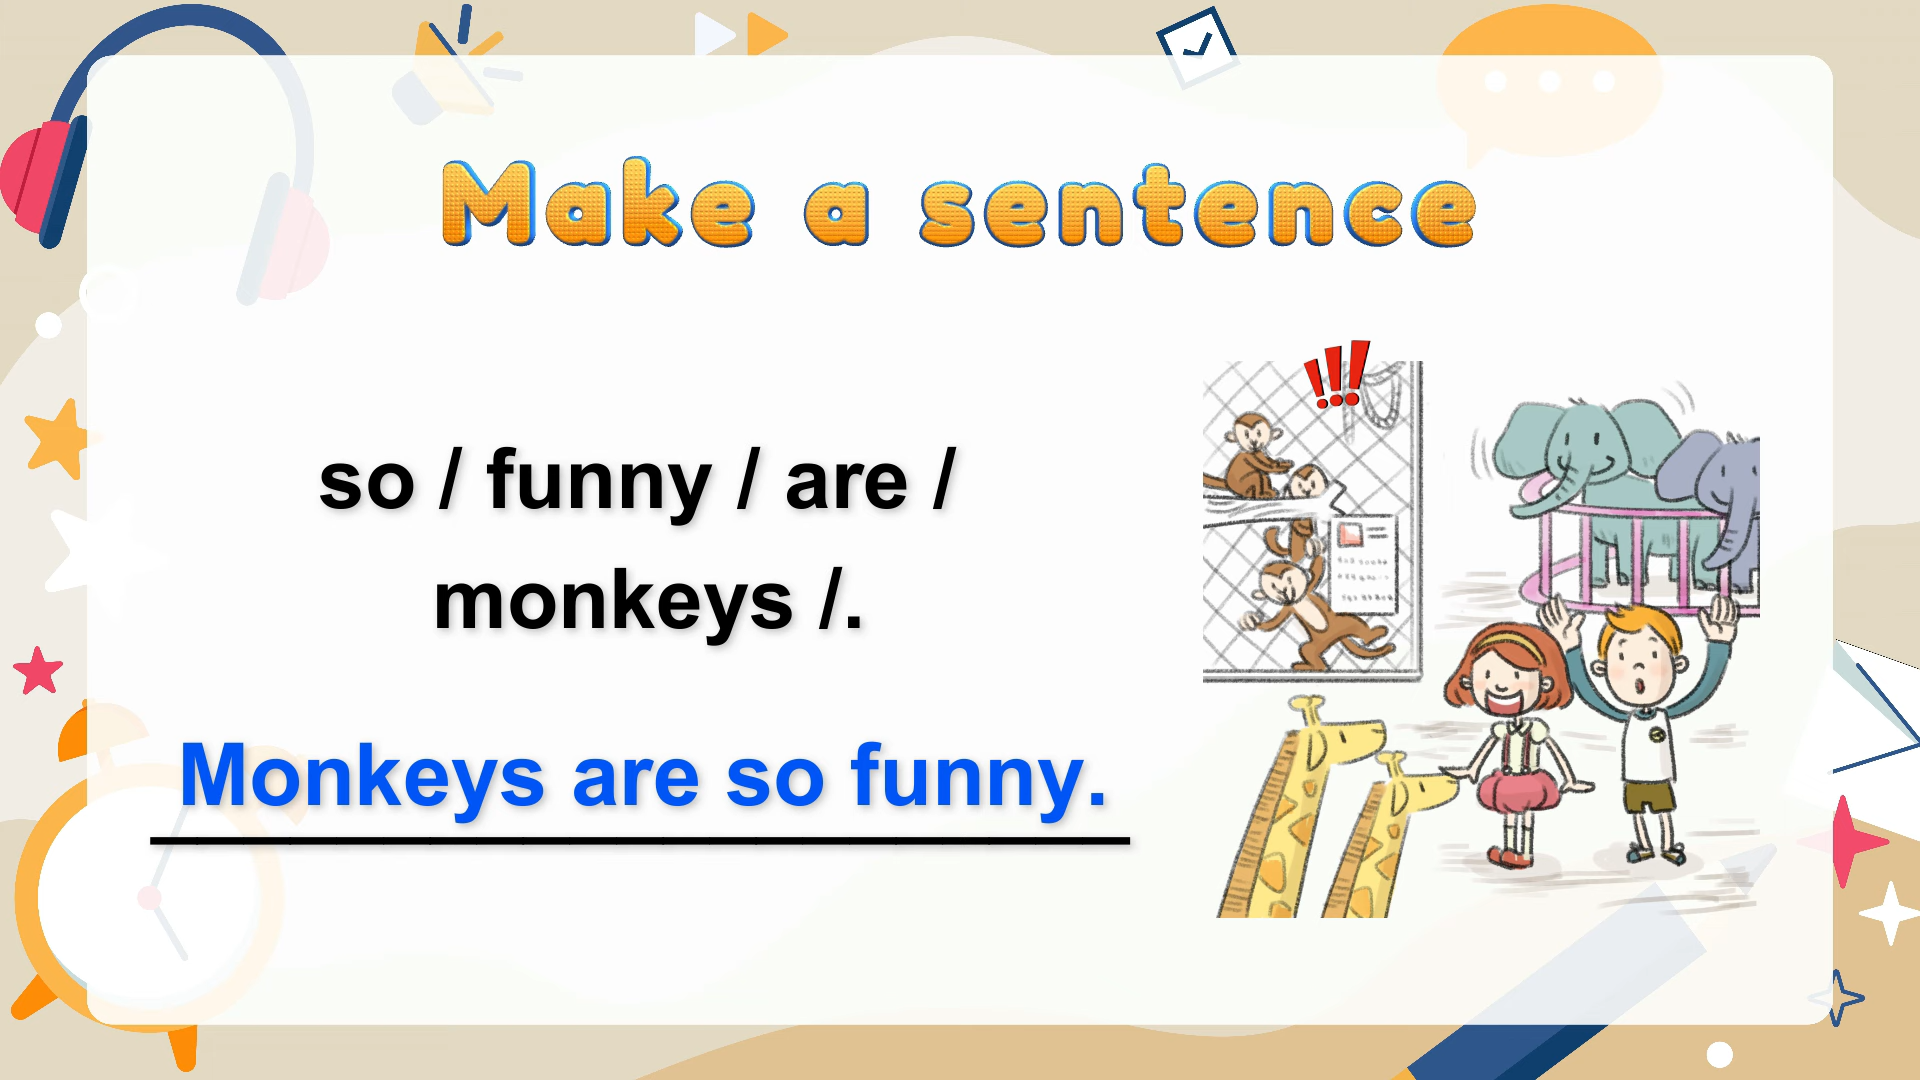 Make a sentence
so / funny / are /
monkeys /.
Monkeys are so funny.
!!!